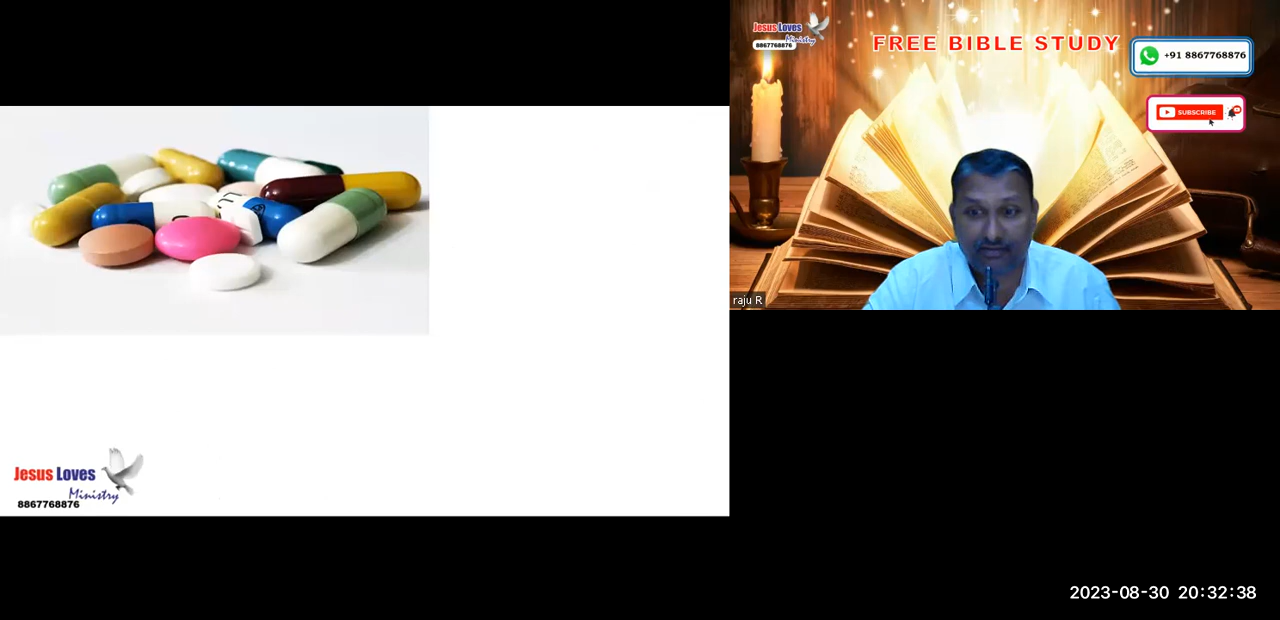 Jesus Loves
Ministry
8867768876
Jesus Loves
Ministry
8867768876
FREE BIBLE STUDY
+91 8867768876
SUBSCRIBE
raju R
2023-08-30 20:32:38